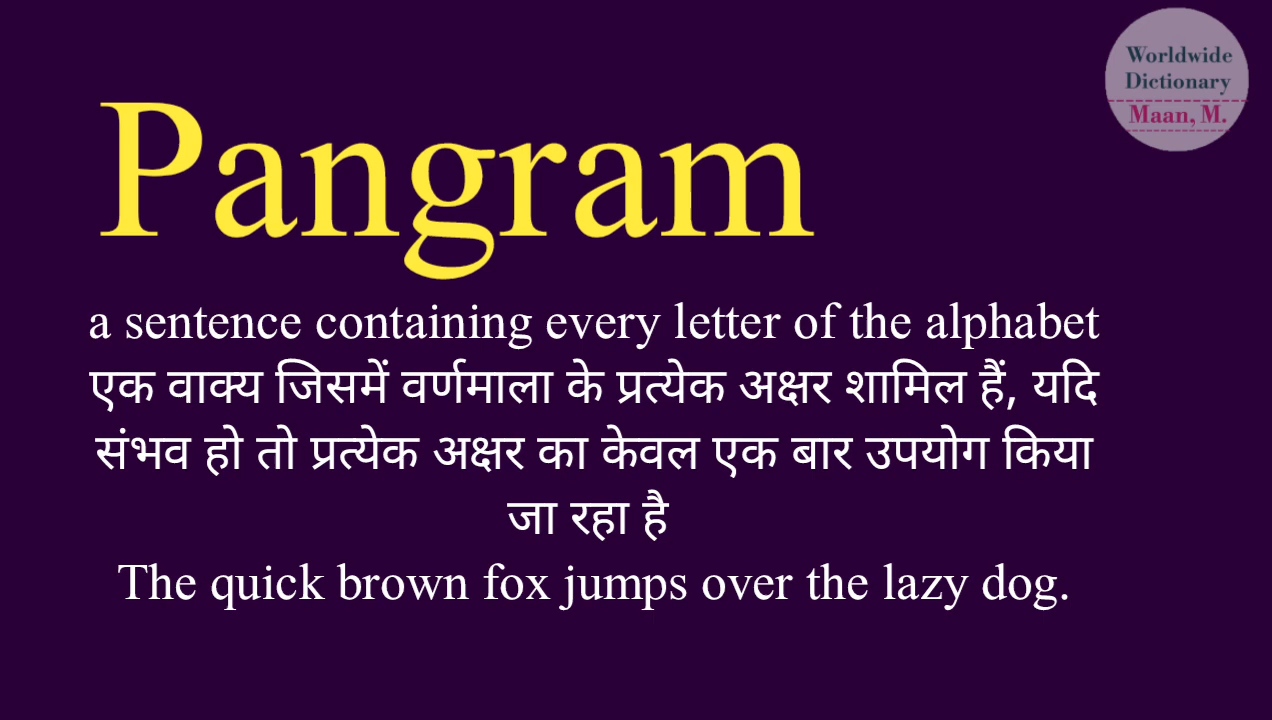 Worldwide
Dictionary
Maan, M.
Pangram
a sentence containing every letter of the alphabet
एक वाक्य जिसमें वर्णमाला के प्रत्येक अक्षर शामिल हैं, यदि
संभव हो तो प्रत्येक अक्षर का केवल एक बार उपयोग किया
जा रहा है
The quick brown fox jumps over the lazy dog.